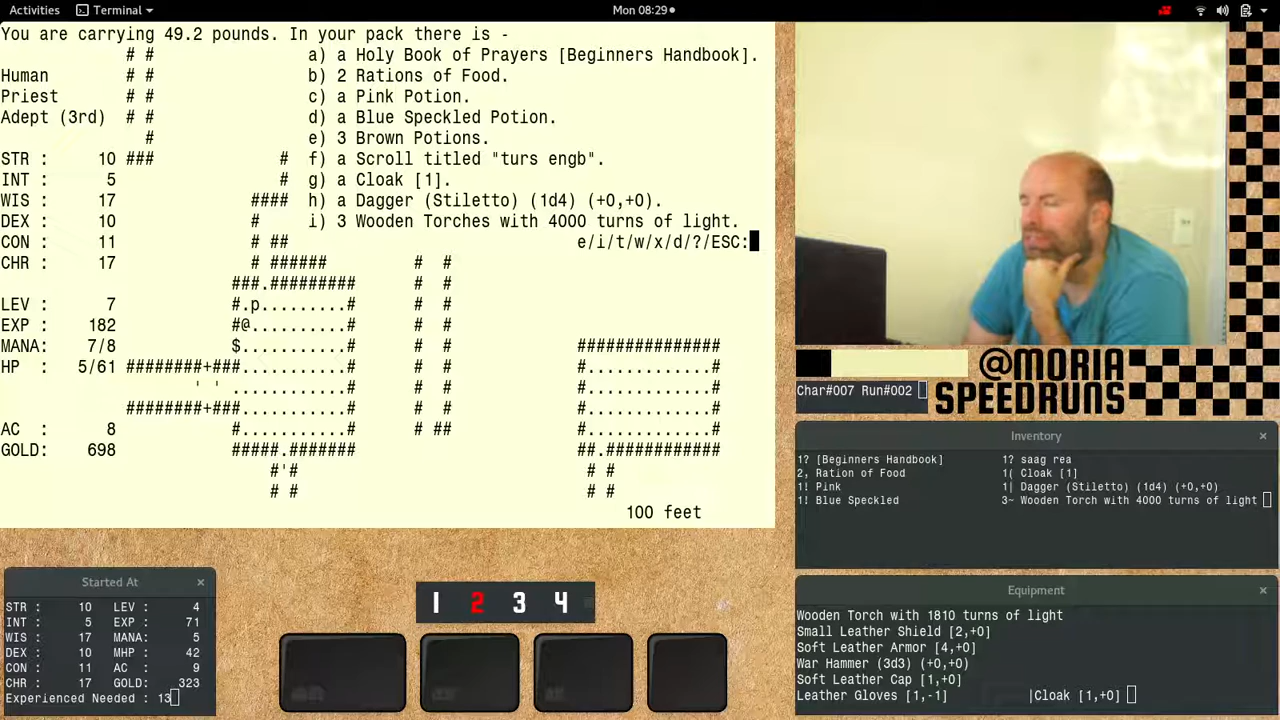 Activities Terminal Mon 08:29
You are carrying 49.2 pounds. In your pack there is -
# # a) a Holy Book of Prayers [Beginners Handbook].
Human # # b) 2 Rations of Food.
Priest # # c) a Pink Potion.
Adept (3rd) # # d) a Blue Speckled Potion.
# e) 3 Brown Potions.
STR : 10 ### # f) a Scroll titled "turs engb".
INT : 5 # g) a Cloak [1].
WIS : 17 #### h) a Dagger (Stiletto) (1d4) (+0,+0).
DEX : 10 # i) 3 Wooden Torches with 4000 turns of light.
CON : 11 # ## e/i/t/w/x/d/?/ESC:
CHR : 17 # ###### # #
###.######### # #
LEV : 7 #.p..........# # #
EXP : 182 #@...........# # #
MANA: 7/8 $...........# # # ###############
HP : 5/61 ########+###...........# # # #.............#
' ' ...........# # # #.............#
########+###...........# # # #.............#
AC : 8 #...........# # ## #.............#
GOLD: 698 #####.####### ##.############
#'# # #
# # # #
100 feet
@MORIA
SPEEDRUNS
Char#007 Run#002
Inventory
1? [Beginners Handbook] 1? saag rea
2, Ration of Food 1( Cloak [1]
1! Pink 1| Dagger (Stiletto) (1d4) (+0,+0)
1! Blue Speckled 3~ Wooden Torch with 4000 turns of light
Started At
STR : 10 LEV : 4
INT : 5 EXP : 71
WIS : 17 MANA: 5
DEX : 10 MHP : 42
CON : 11 AC : 9
CHR : 17 GOLD: 323
Experienced Needed : 13
1 2 3 4
Equipment
Wooden Torch with 1810 turns of light
Small Leather Shield [2,+0]
Soft Leather Armor [4,+0]
War Hammer (3d3) (+0,+0)
Soft Leather Cap [1,+0]
Leather Gloves [1,-1] |Cloak [1,+0]